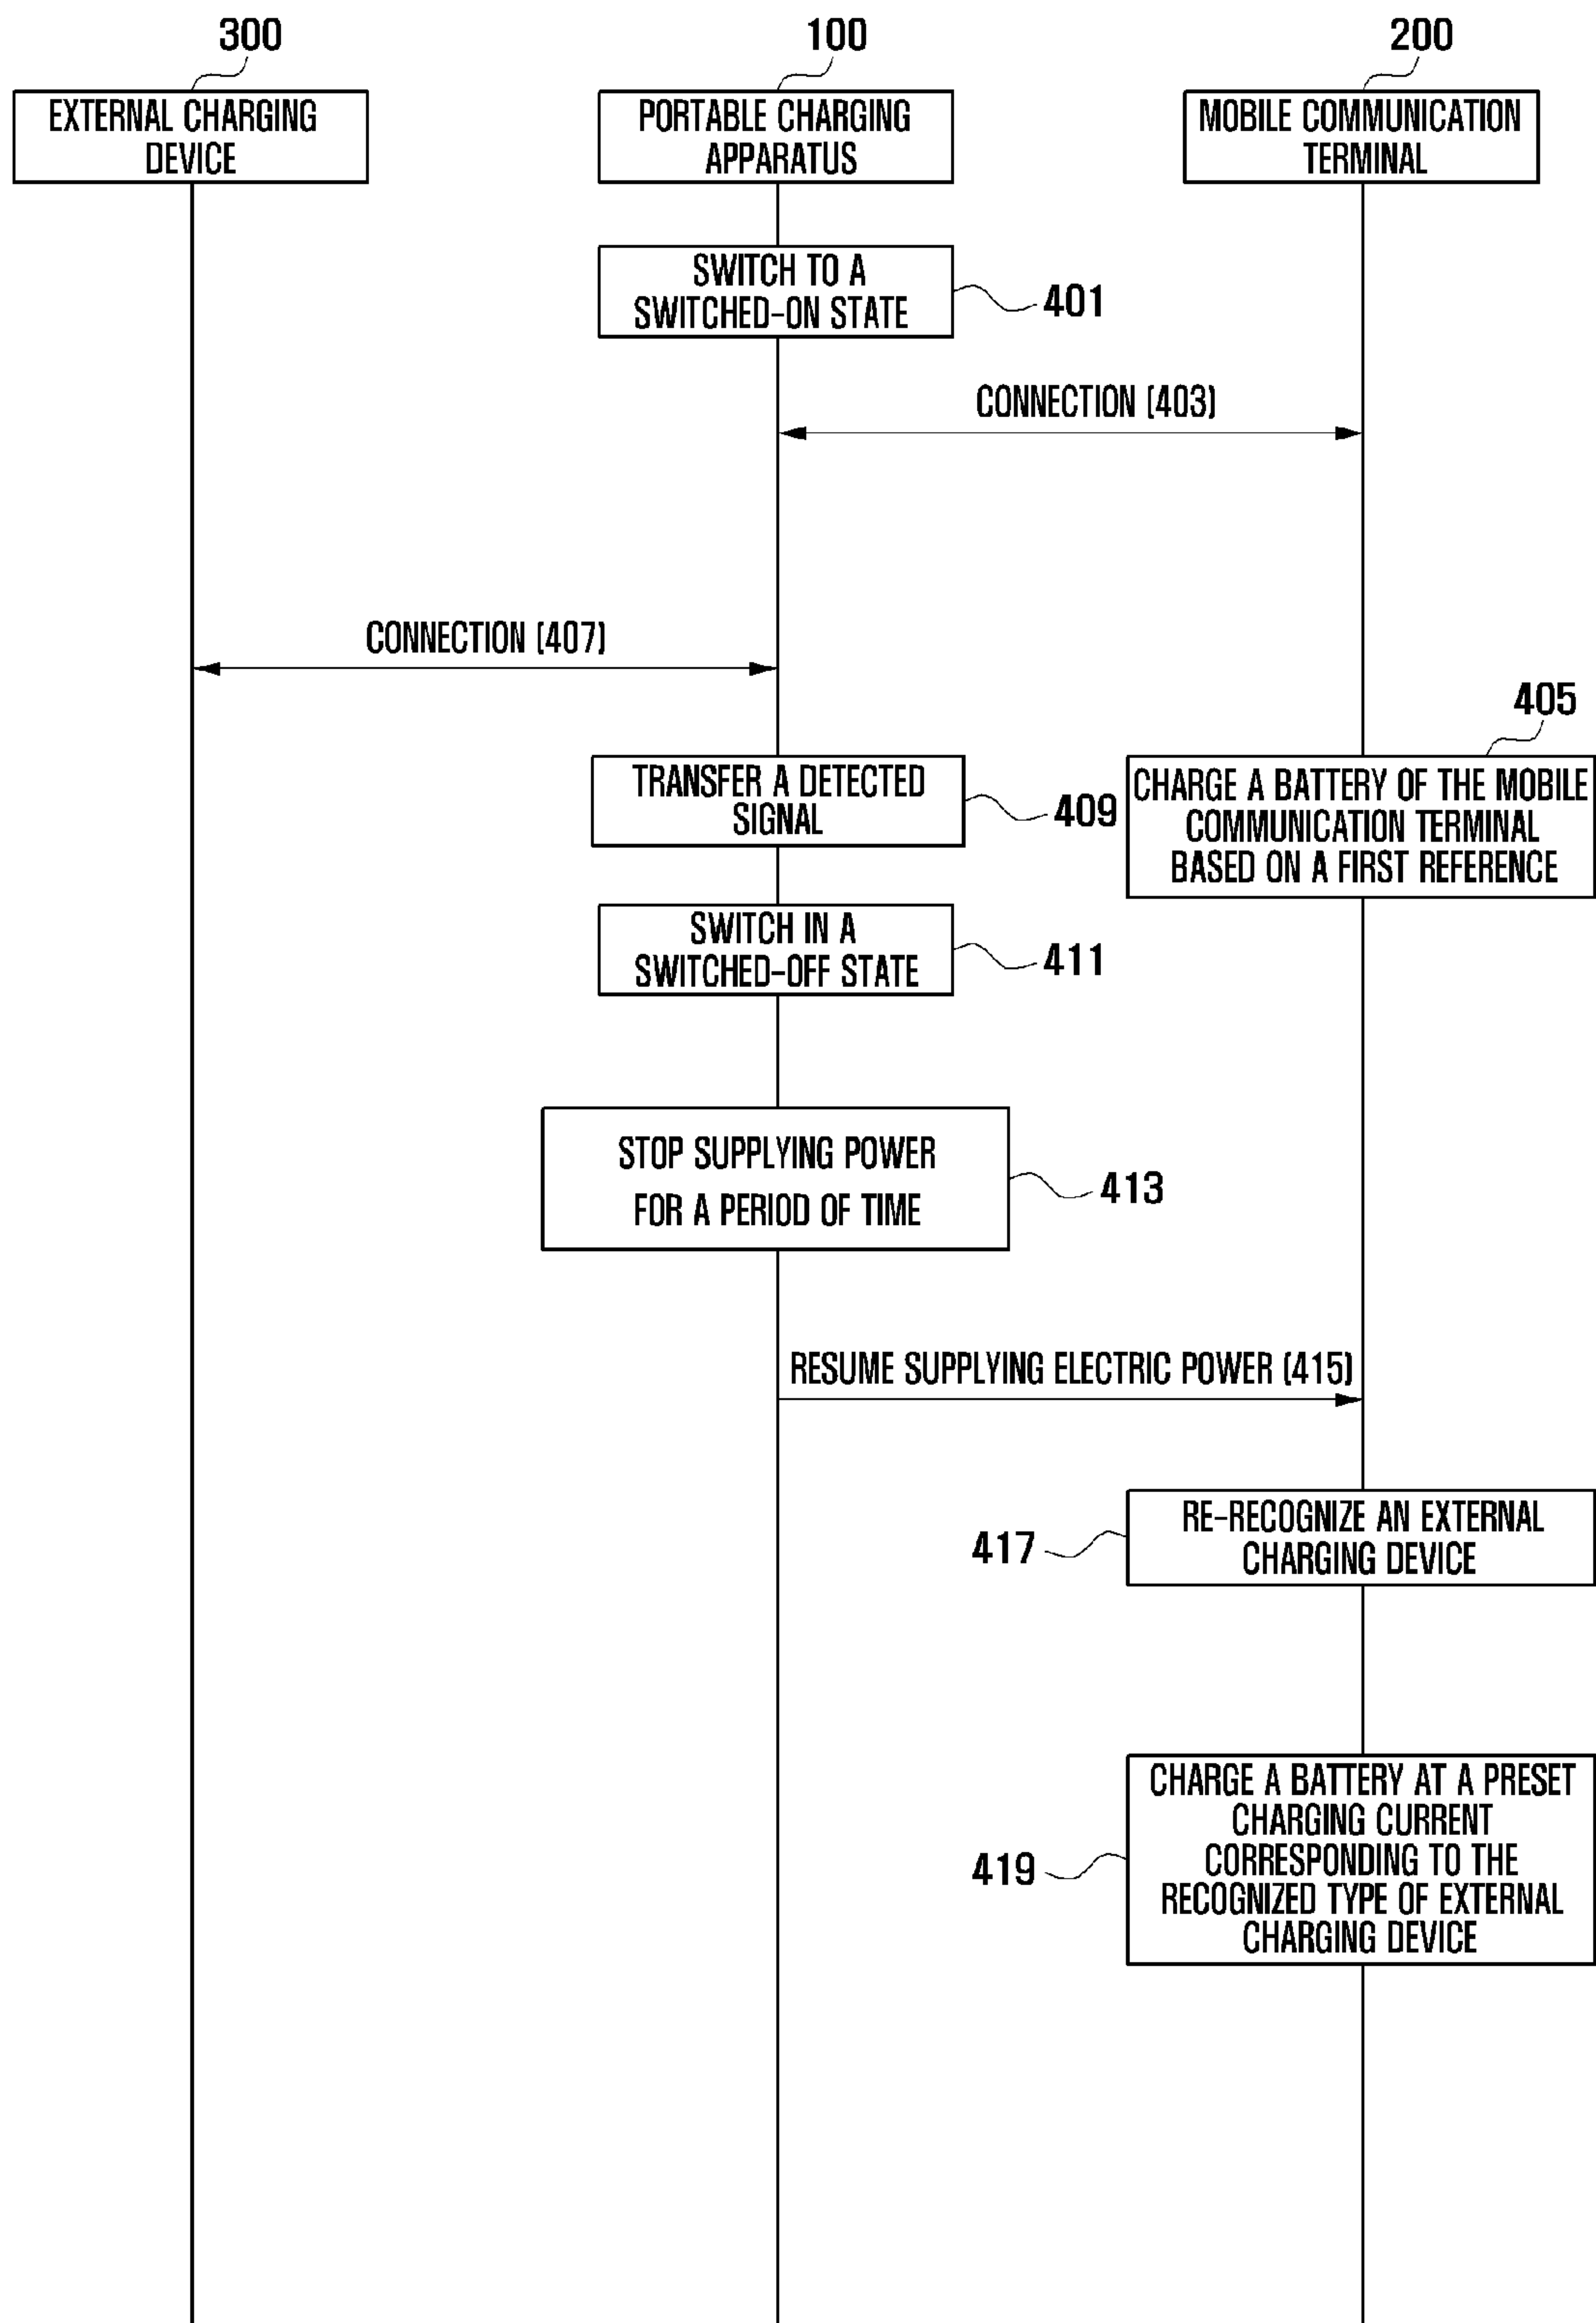 300
100
200
EXTERNAL CHARGING
DEVICE
PORTABLE CHARGING
APPARATUS
MOBILE COMMUNICATION
TERMINAL
SWITCH TO A
SWITCHED-ON STATE
401
CONNECTION (403)
CONNECTION (407)
405
TRANSFER A DETECTED
SIGNAL
409
CHARGE A BATTERY OF THE MOBILE
COMMUNICATION TERMINAL
BASED ON A FIRST REFERENCE
SWITCH IN A
SWITCHED-OFF STATE
411
STOP SUPPLYING POWER
FOR A PERIOD OF TIME
413
RESUME SUPPLYING ELECTRIC POWER (415)
417
RE-RECOGNIZE AN EXTERNAL
CHARGING DEVICE
419
CHARGE A BATTERY AT A PRESET
CHARGING CURRENT
CORRESPONDING TO THE
RECOGNIZED TYPE OF EXTERNAL
CHARGING DEVICE